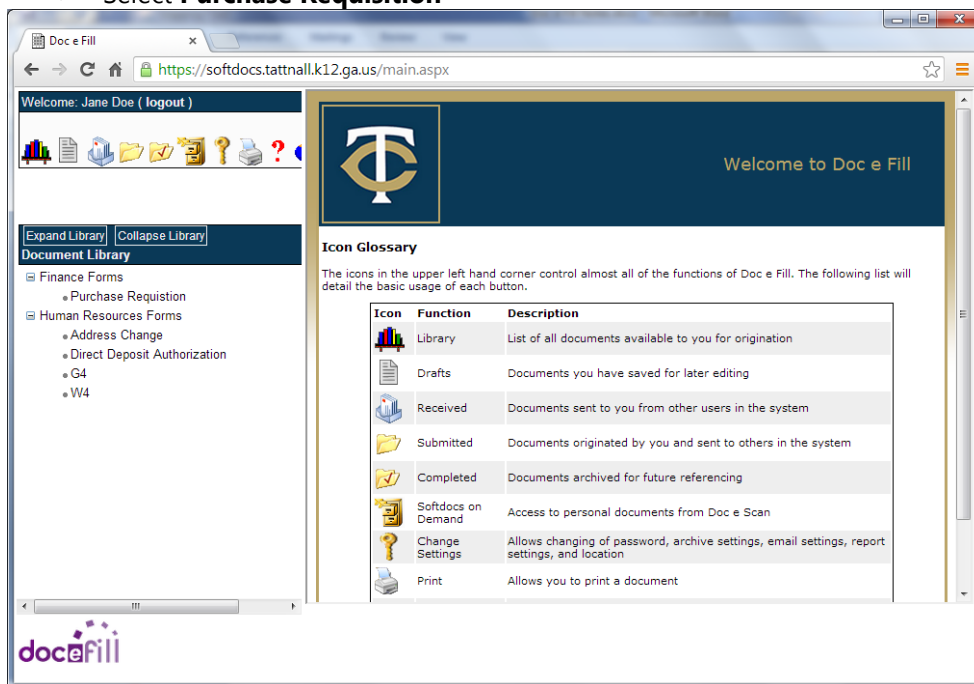 Select Purchase Requisition
Doc e Fill
https://softdocs.tattnall.k12.ga.us/main.aspx
Welcome: Jane Doe ( logout )
Expand Library Collapse Library
Document Library
Finance Forms
Purchase Requistion
Human Resources Forms
Address Change
Direct Deposit Authorization
G4
W4
TC
Welcome to Doc e Fill
Icon Glossary
The icons in the upper left hand corner control almost all of the functions of Doc e Fill. The following list will
detail the basic usage of each button.
Icon Function Description
Library List of all documents available to you for origination
Drafts Documents you have saved for later editing
Received Documents sent to you from other users in the system
Submitted Documents originated by you and sent to others in the system
Completed Documents archived for future referencing
Softdocs on
Demand Access to personal documents from Doc e Scan
Change
Settings Allows changing of password, archive settings, email settings, report
settings, and location
Print Allows you to print a document
docefill